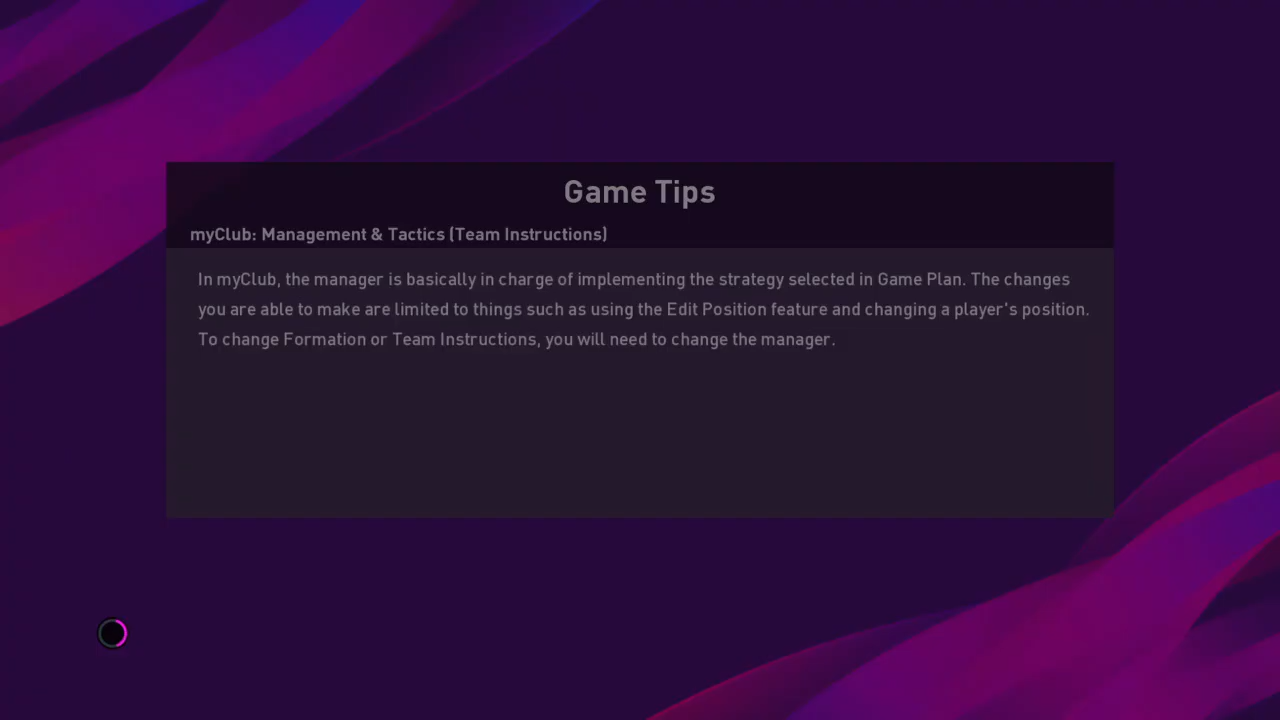 Game Tips
myClub: Management & Tactics (Team Instructions)
In myClub, the manager is basically in charge of implementing the strategy selected in Game Plan. The changes
you are able to make are limited to things such as using the Edit Position feature and changing a player's position.
To change Formation or Team Instructions, you will need to change the manager.